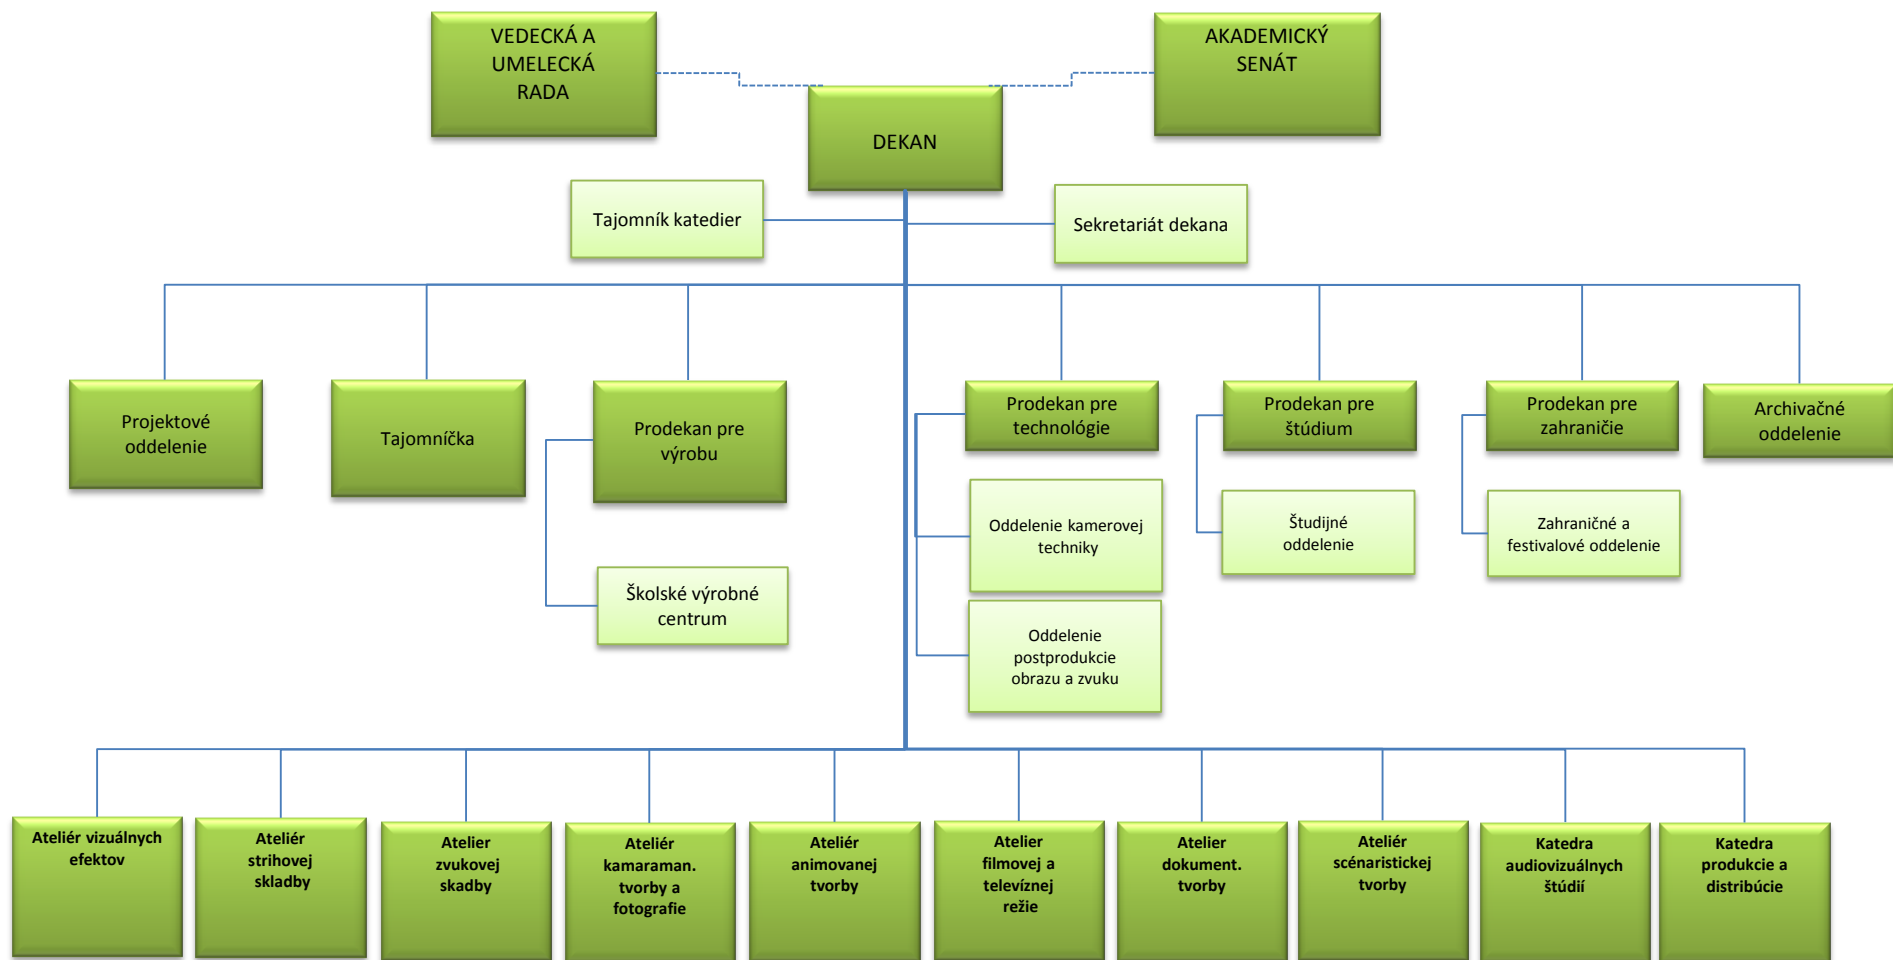 VEDECKÁ A
UMELECKÁ
RADA
AKADEMICKÝ
SENÁT
DEKAN
Tajomník katedier
Sekretariát dekana
Projektové
oddelenie
Tajomníčka
Prodekan pre
výrobu
Prodekan pre
technológie
Prodekan pre
štúdium
Prodekan pre
zahraničie
Archivačné
oddelenie
Školské výrobné
centrum
Oddelenie kamerovej
techniky
Oddelenie
postprodukcie
obrazu a zvuku
Študijné
oddelenie
Zahraničné a
festivalové oddelenie
Ateliér vizuálnych
efektov
Ateliér
strihovej
skladby
Atelier
zvukovej
skadby
Ateliér
kamaraman.
tvorby a
fotografie
Ateliér
animovanej
tvorby
Atelier
filmovej a
televíznej
režie
Atelier
dokument.
tvorby
Ateliér
scénaristickej
tvorby
Katedra
audiovizuálnych
štúdií
Katedra
produkcie a
distribúcie